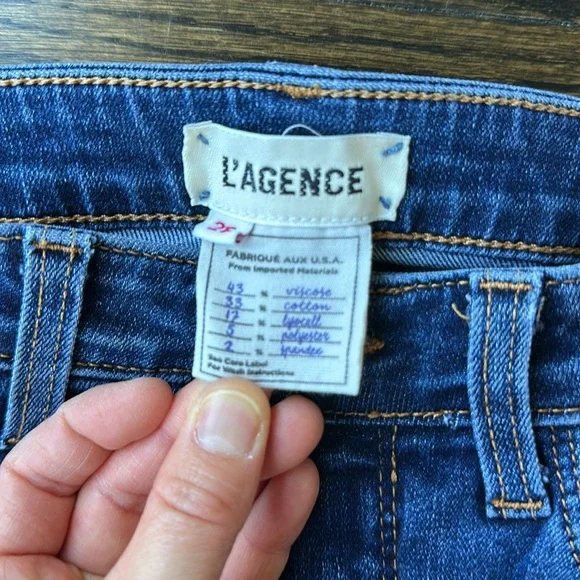 L'AGENCE
25
FABRIQUÉ AUX U.S.A.
From Imported Materials
43 % viscose
33 % cotton
17 % lyocell
5 % polyester
2 % spandex
See Care Label
For Wash Instructions